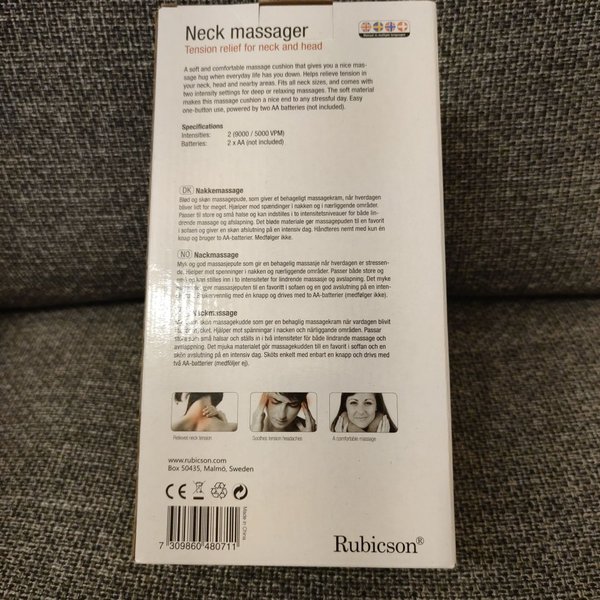 Neck massager
Tension relief for neck and head
Manual in multiple languages
A soft and comfortable massage cushion that gives you a nice mas-
sage hug when everyday life has you down. Helps relieve tension in
your neck, head and nearby areas. Fits all neck sizes, and comes with
two intensity settings for deep or relaxing massages. The soft material
makes this massage cushion a nice end to any stressful day. Easy
one-button use, powered by two AA batteries (not included).
Specifications
Intensities: 2 (9000 / 5000 VPM)
Batteries: 2 x AA (not included)
DK Nakkemassage
Blød og skøn massagepude, som giver et behageligt massagekram, når hverdagen
bliver lidt for meget. Hjælper mod spændinger i nakken og i nærliggende områder.
Passer til store og små halse og kan indstilles i to intensitetsniveauer for både lin-
drende massage og afslapning. Det bløde materiale gør massagepuden til en favorit
i sofaen og giver en skøn afslutning på en intensiv dag. Håndteres nemt med kun én
knap og bruger to AA-batterier. Medfølger ikke.
NO Nackmassage
Myk og god massasjepute som gir en behagelig massasje når hverdagen er stressen-
de. Hjelper mot spenninger i nakken og nærliggende områder. Passer både store og
små og kan stilles inn i to intensiteter for lindrende massasje og avslapning. Det myke
gør massasjeputen til en favoritt i sofaen og en god avslutning på en inten-
Brukervennlig med én knapp og drives med to AA-batterier (medfølger ikke).
Nackmassage
skön massagekudde som ger en behaglig massagekram när vardagen blivit
mycket. Hjälper mot spänningar i nacken och närliggande områden. Passar
stora som små halsar och ställs in i två intensiteter för både lindrande massage och
avslappning. Det mjuka materialet gör massagekudden till en favorit i soffan och en
skön avslutning på en intensiv dag. Sköts enkelt med enbart en knapp och drivs med
två AA-batterier (medföljer ej).
Relieves neck tension
Soothes tension headaches
A comfortable massage
www.rubicson.com
Box 50435, Malmö, Sweden
CE
Made in China
7 309860 480711
Rubicson®